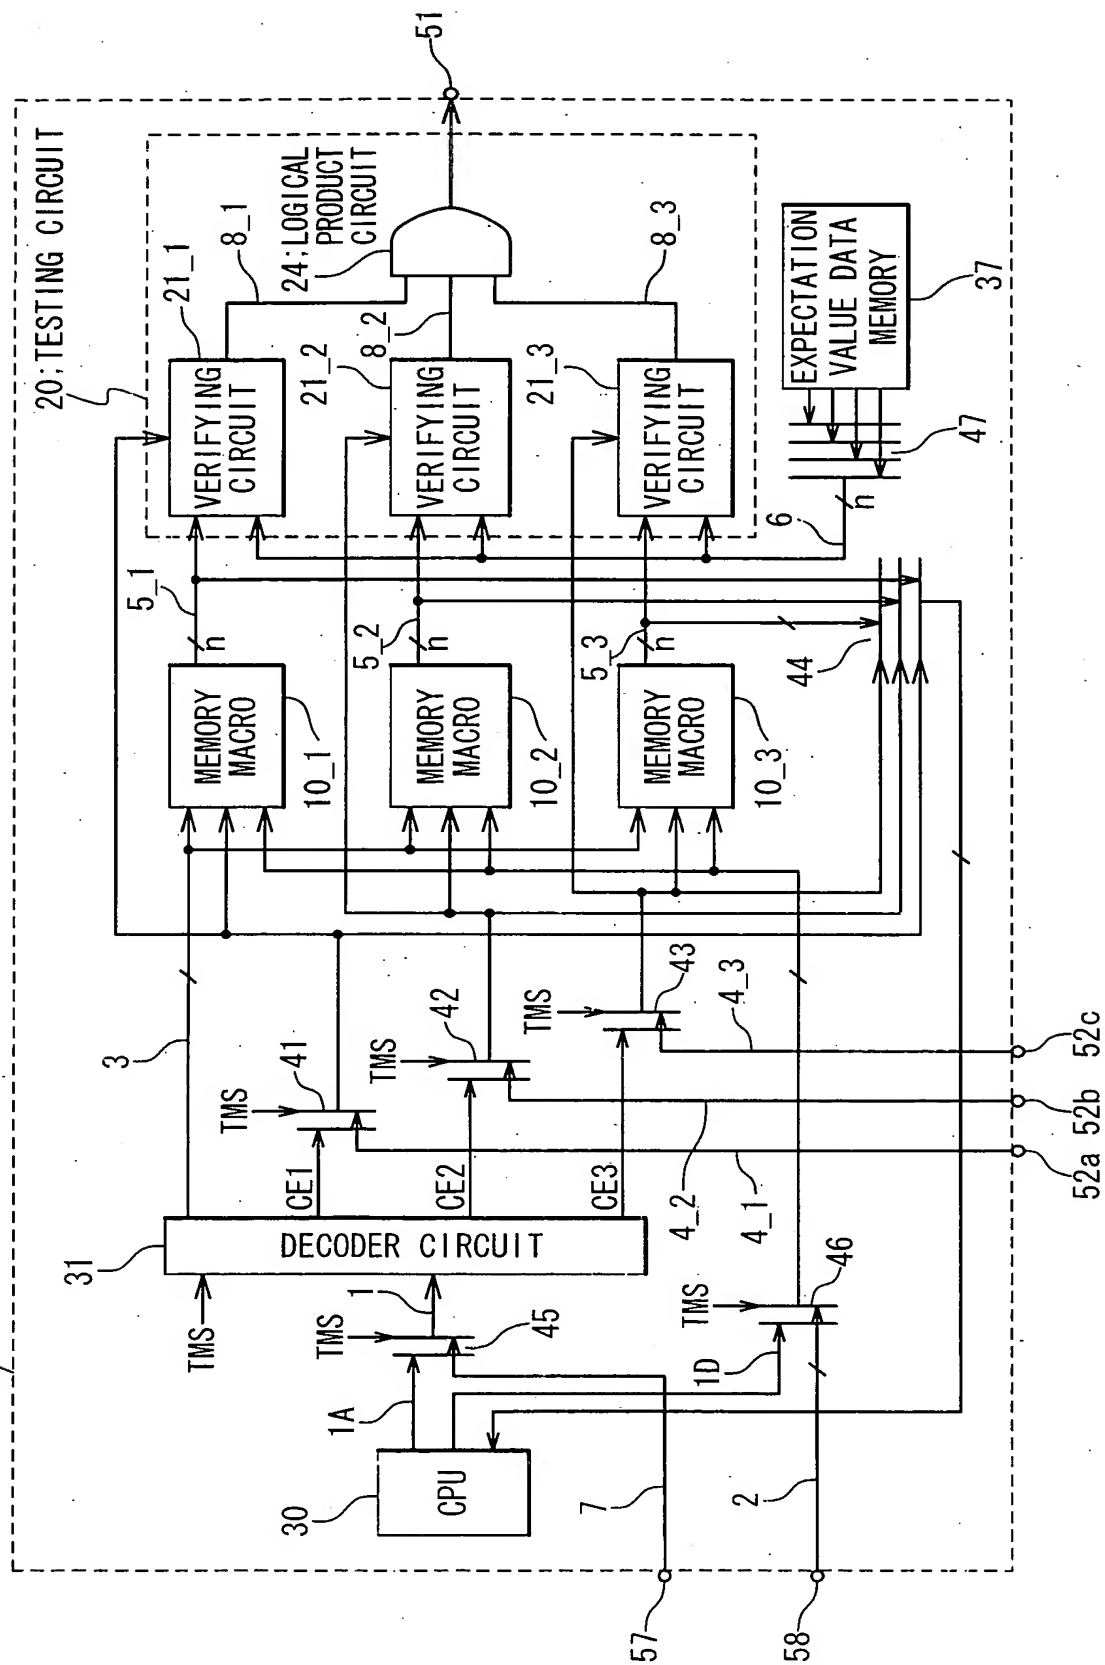 20;TESTING CIRCUIT
51
21_1
8_1
24;LOGICAL
PRODUCT
CIRCUIT
VERIFYING
CIRCUIT
21_2
8_2
VERIFYING
CIRCUIT
21_3
8_3
VERIFYING
CIRCUIT
EXPECTATION
VALUE DATA
MEMORY
37
47
6
n
5_1
n
5_2
n
5_3
n
44
MEMORY
MACRO
10_1
MEMORY
MACRO
10_2
MEMORY
MACRO
10_3
3
TMS
41
TMS
42
TMS
43
4_3
52c
4_2
52b
4_1
52a
CE1
CE2
CE3
31
DECODER CIRCUIT
TMS
1
TMS
45
TMS
46
1A
1D
30
CPU
7
2
57
58